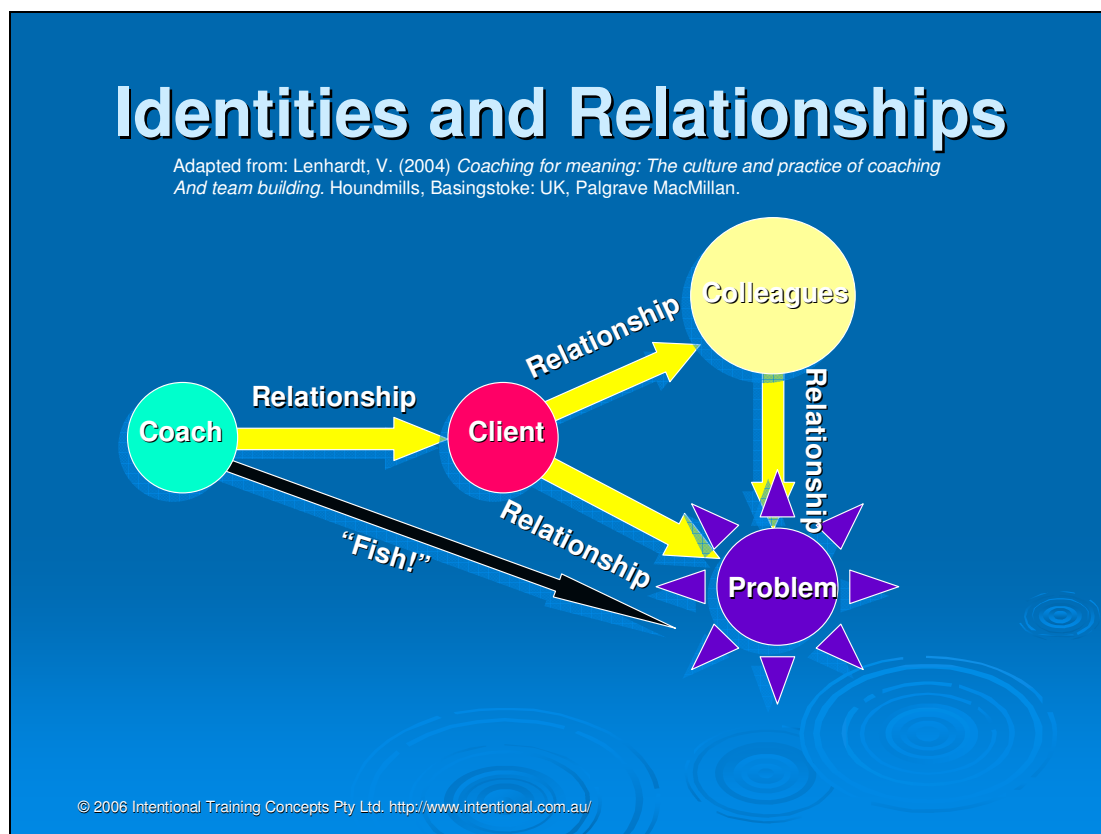 Identities and Relationships
Adapted from: Lenhardt, V. (2004) Coaching for meaning: The culture and practice of coaching
And team building. Houndmills, Basingstoke: UK, Palgrave MacMillan.
Colleagues
Relationship
Relationship
Relationship
Coach
Client
Relationship
"Fish!"
Problem
© 2006 Intentional Training Concepts Pty Ltd. http://www.intentional.com.au/